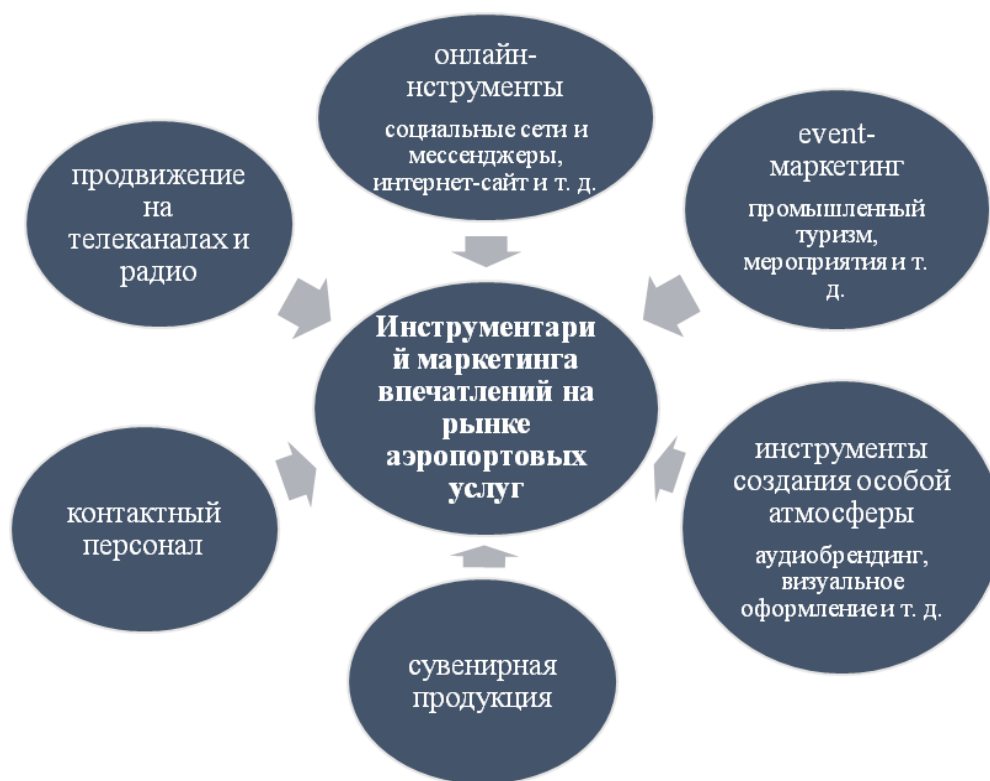 онлайн-
нструменты
социальные сети и
мессенджеры,
интернет-сайт и т. д.
event-
маркетинг
промышленный
туризм,
мероприятия и т.
д.
инструменты
создания особой
атмосферы
аудиобрендинг,
визуальное
оформление и т. д.
сувенирная
продукция
контактный
персонал
продвижение
на
телеканалах и
радио
Инструментари
й маркетинга
впечатлений на
рынке
аэропортовых
услуг